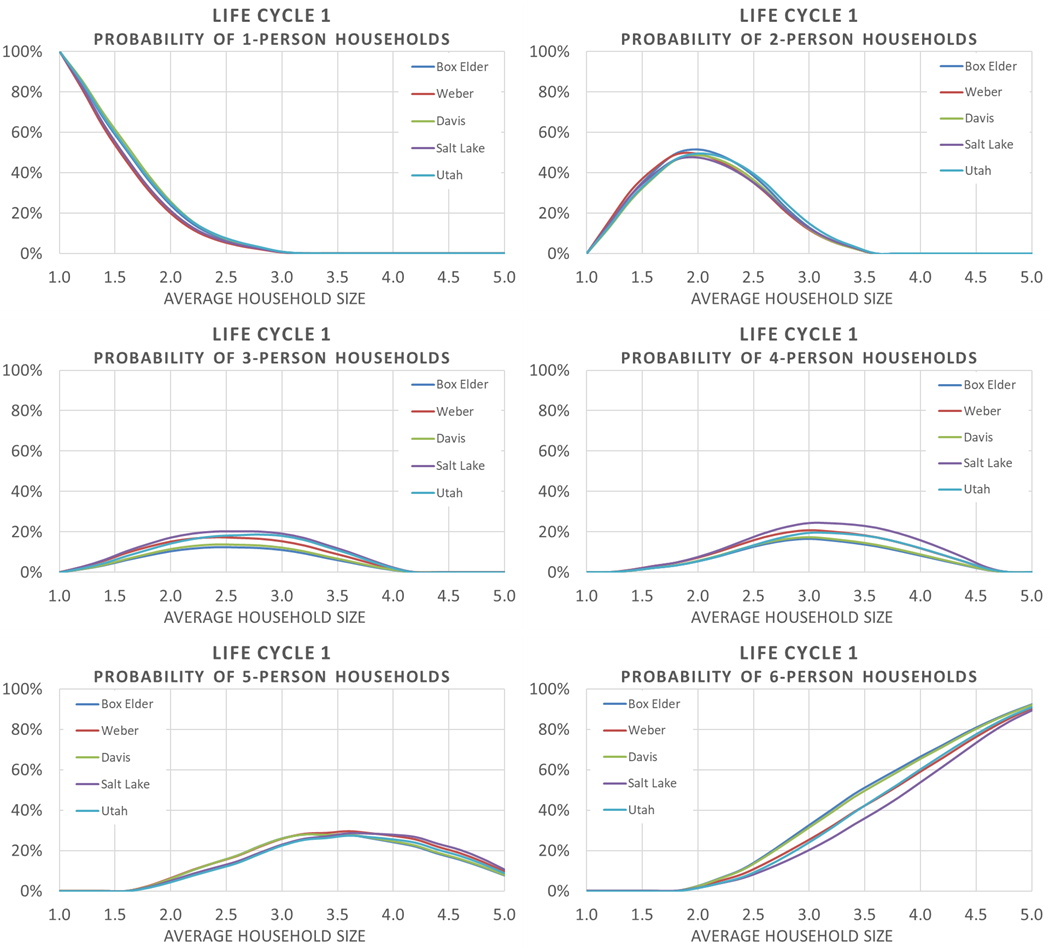 LIFE CYCLE 1
PROBABILITY OF 1-PERSON HOUSEHOLDS
100%
80%
60%
40%
20%
0%
Box Elder
Weber
Davis
Salt Lake
Utah
1.0 1.5 2.0 2.5 3.0 3.5 4.0 4.5 5.0
AVERAGE HOUSEHOLD SIZE
LIFE CYCLE 1
PROBABILITY OF 2-PERSON HOUSEHOLDS
100%
80%
60%
40%
20%
0%
Box Elder
Weber
Davis
Salt Lake
Utah
1.0 1.5 2.0 2.5 3.0 3.5 4.0 4.5 5.0
AVERAGE HOUSEHOLD SIZE
LIFE CYCLE 1
PROBABILITY OF 3-PERSON HOUSEHOLDS
100%
80%
60%
40%
20%
0%
Box Elder
Weber
Davis
Salt Lake
Utah
1.0 1.5 2.0 2.5 3.0 3.5 4.0 4.5 5.0
AVERAGE HOUSEHOLD SIZE
LIFE CYCLE 1
PROBABILITY OF 4-PERSON HOUSEHOLDS
100%
80%
60%
40%
20%
0%
Box Elder
Weber
Davis
Salt Lake
Utah
1.0 1.5 2.0 2.5 3.0 3.5 4.0 4.5 5.0
AVERAGE HOUSEHOLD SIZE
LIFE CYCLE 1
PROBABILITY OF 5-PERSON HOUSEHOLDS
100%
80%
60%
40%
20%
0%
Box Elder
Weber
Davis
Salt Lake
Utah
1.0 1.5 2.0 2.5 3.0 3.5 4.0 4.5 5.0
AVERAGE HOUSEHOLD SIZE
LIFE CYCLE 1
PROBABILITY OF 6-PERSON HOUSEHOLDS
100%
80%
60%
40%
20%
0%
Box Elder
Weber
Davis
Salt Lake
Utah
1.0 1.5 2.0 2.5 3.0 3.5 4.0 4.5 5.0
AVERAGE HOUSEHOLD SIZE